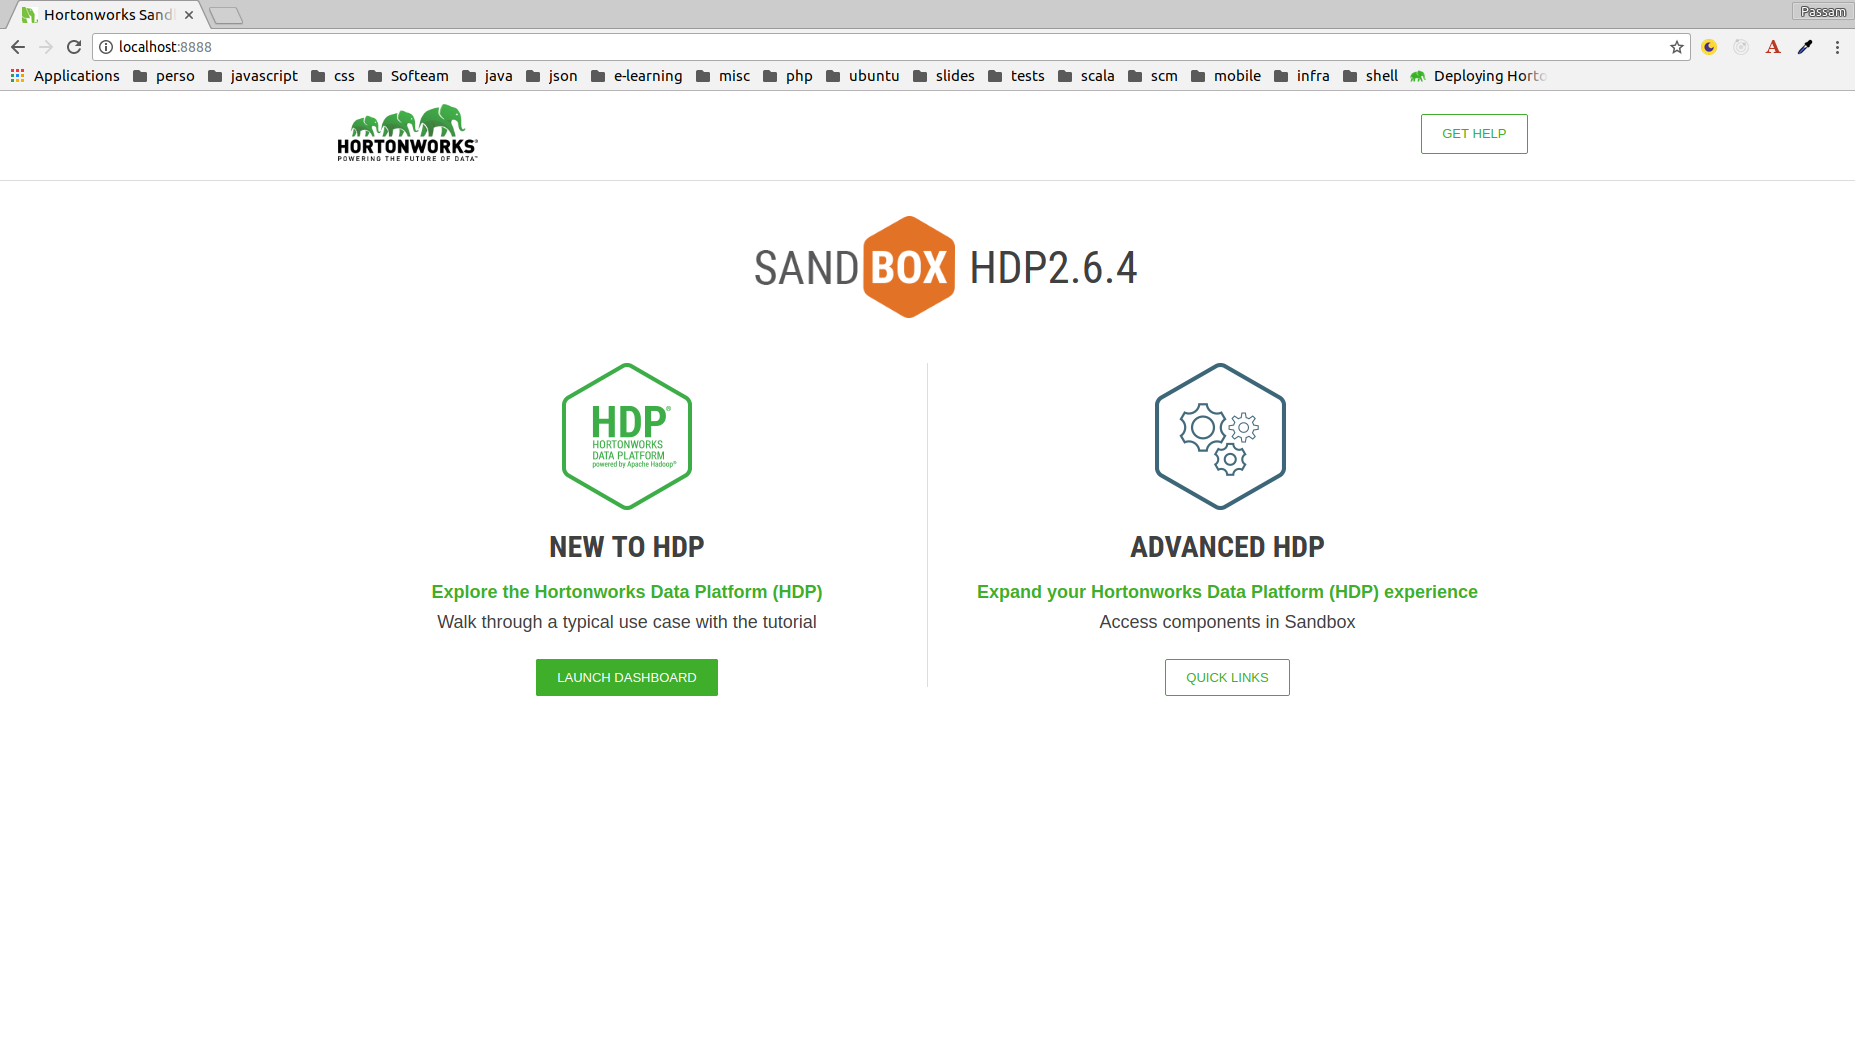 Hortonworks Sand
Passam
localhost:8888
A
Applications perso javascript css Softeam java json e-learning misc php ubuntu slides tests scala scm mobile infra shell Deploying Horto
HORTONWORKS®
POWERING THE FUTURE OF DATA™
GET HELP
SANDBOX HDP2.6.4
HDP®
HORTONWORKS
DATA PLATFORM
powered by Apache Hadoop®
NEW TO HDP
Explore the Hortonworks Data Platform (HDP)
Walk through a typical use case with the tutorial
LAUNCH DASHBOARD
ADVANCED HDP
Expand your Hortonworks Data Platform (HDP) experience
Access components in Sandbox
QUICK LINKS